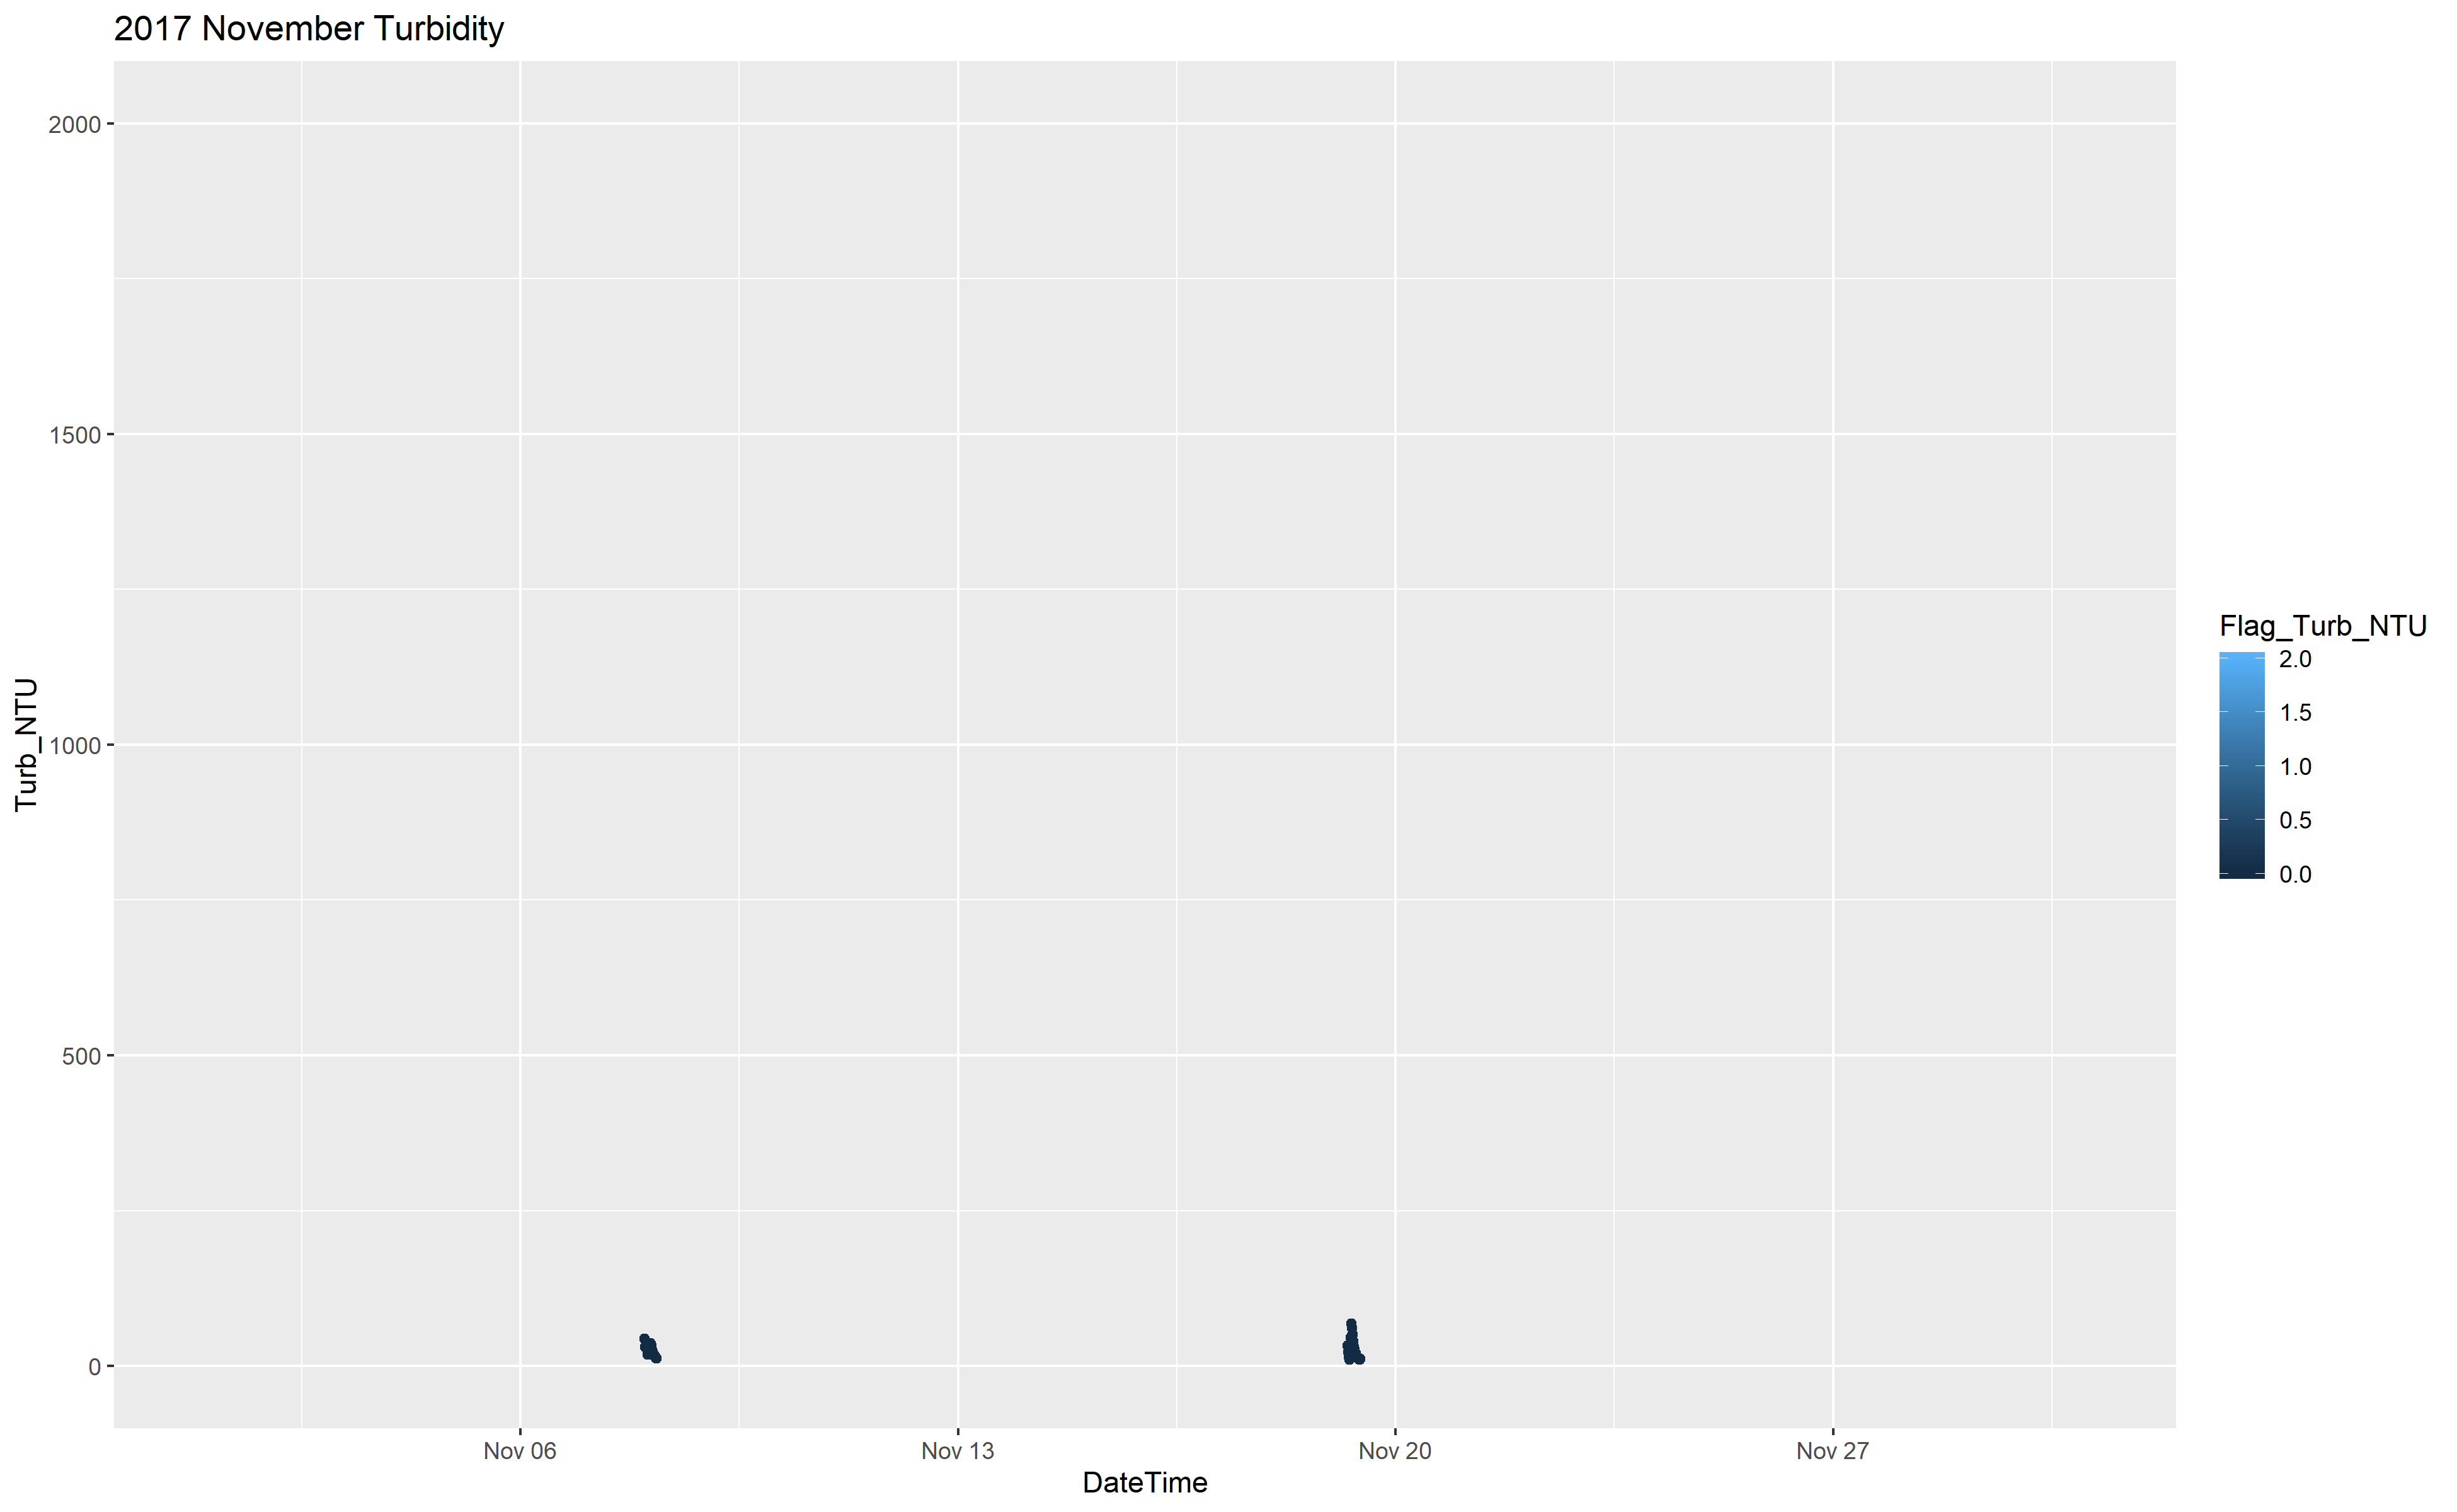 2017 November Turbidity
2000
1500
1000
500
0
Turb_NTU
Nov 06
Nov 13
Nov 20
Nov 27
DateTime
Flag_Turb_NTU
2.0
1.5
1.0
0.5
0.0